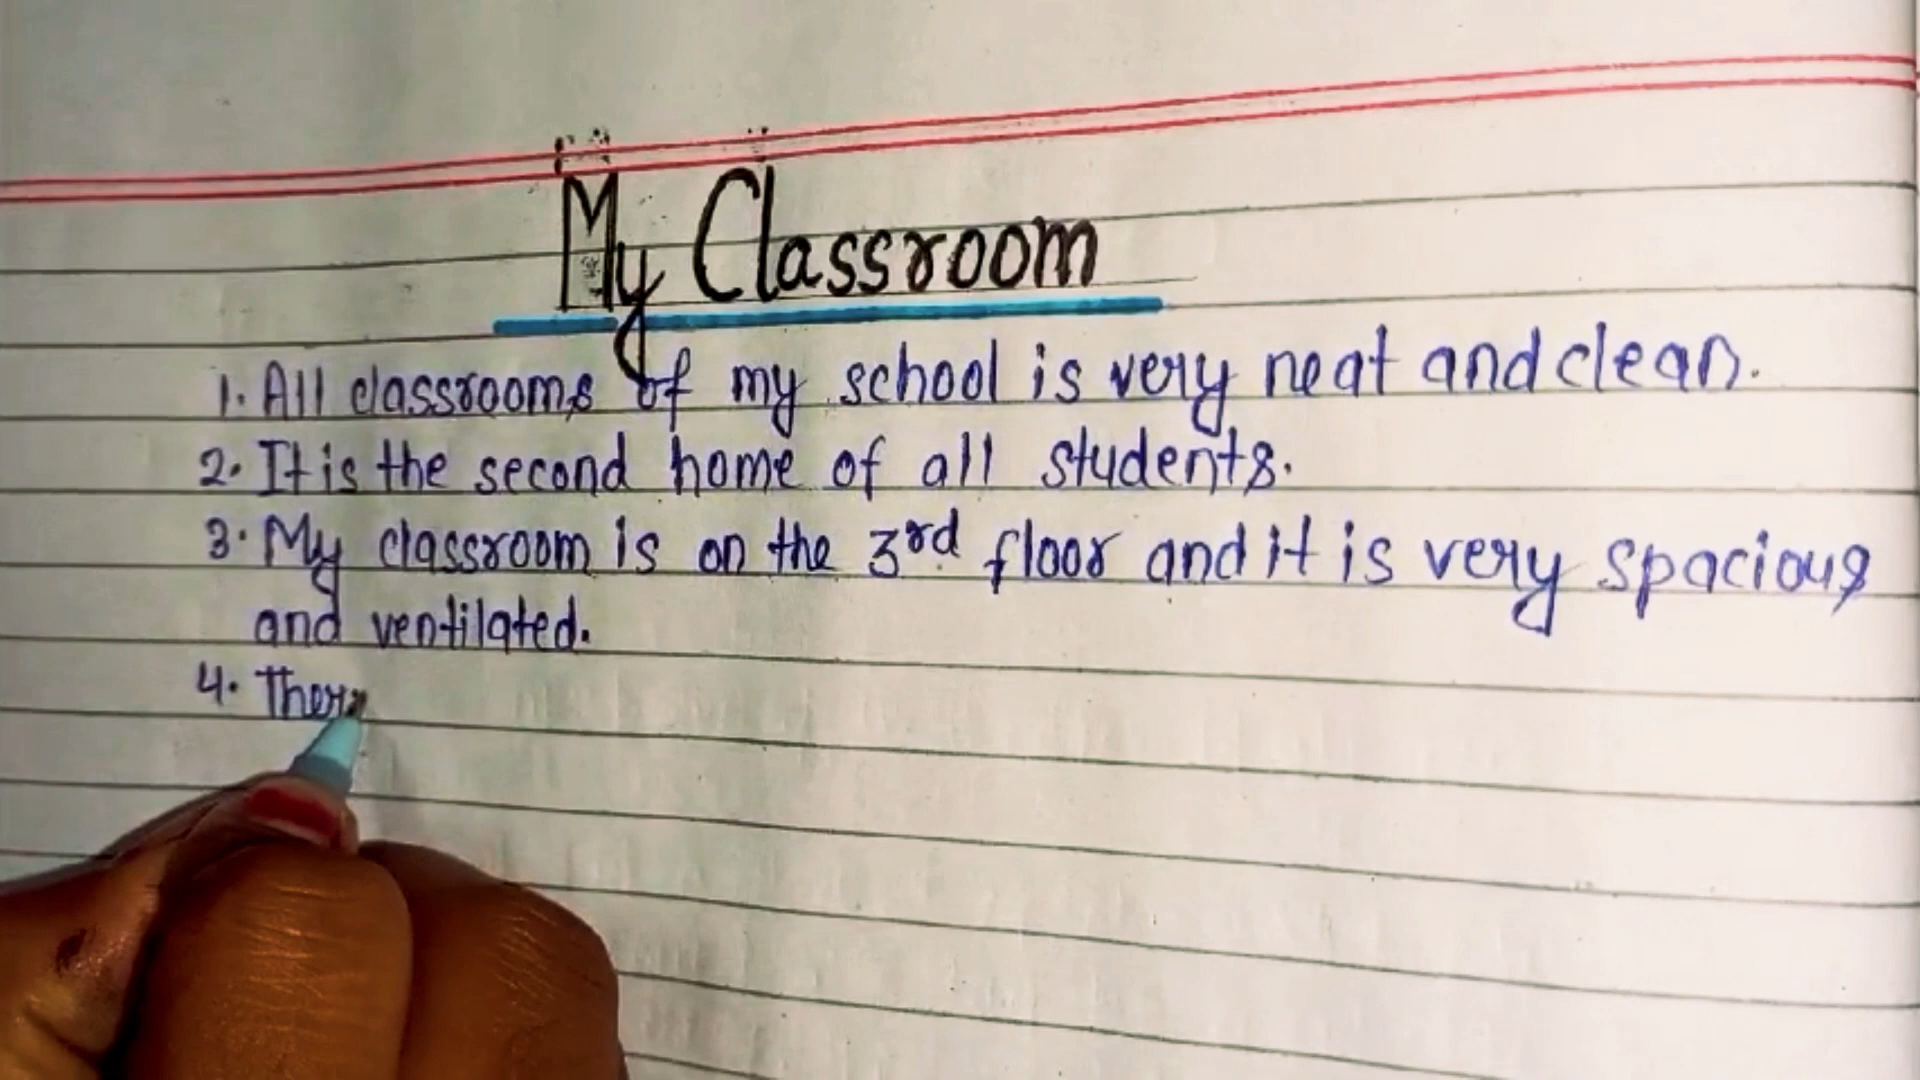 My Classroom
1. All classrooms of my school is very neat and clean.
2. It is the second home of all students.
3. My classroom is on the 3rd floor and it is very spacious
and ventilated.
4. Ther